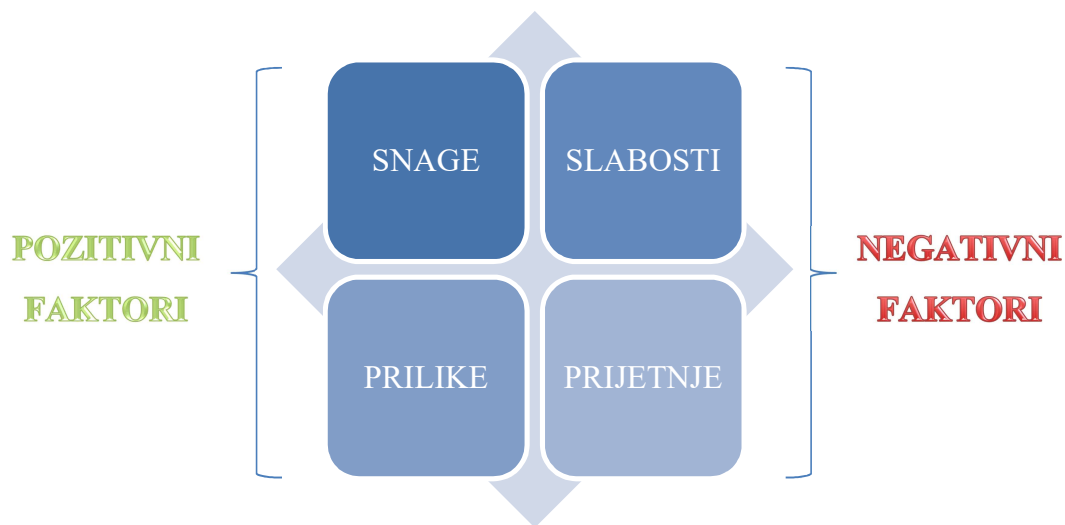 SNAGE
SLABOSTI
POZITIVNI
FAKTORI
NEGATIVNI
FAKTORI
PRILIKE
PRIJETNJE